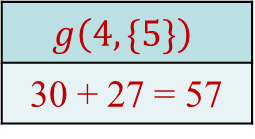 g(4,{5})
30 + 27 = 57